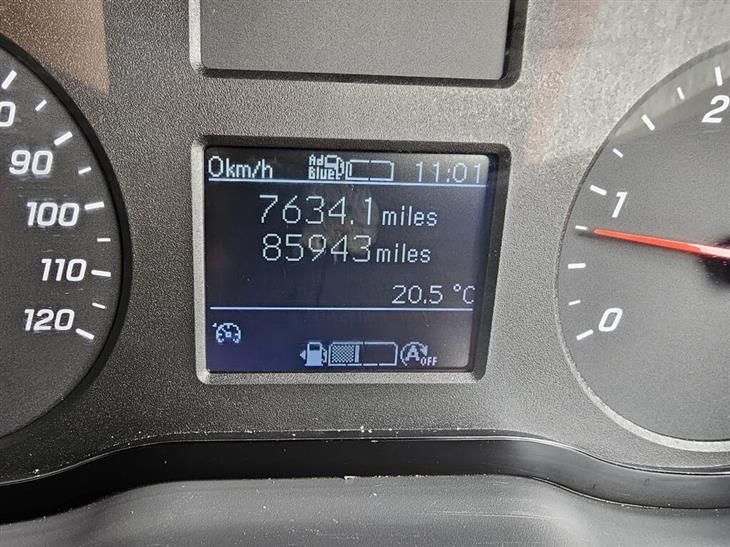 0km/h
Ad
Blue
11:01
7634.1 miles
85943 miles
20.5 °C
A OFF
90
100
110
120
2
1
0